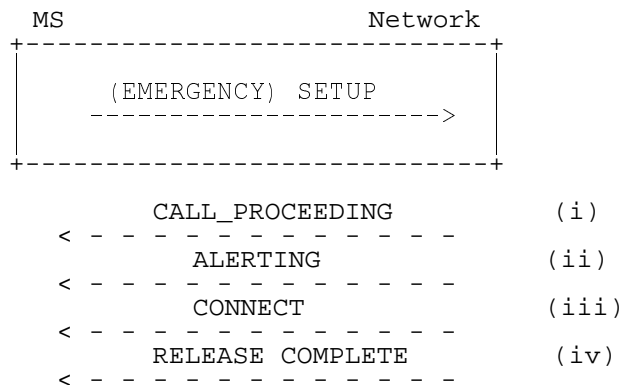 MS Network
(EMERGENCY) SETUP
CALL_PROCEEDING (i)
ALERTING (ii)
CONNECT (iii)
RELEASE COMPLETE (iv)